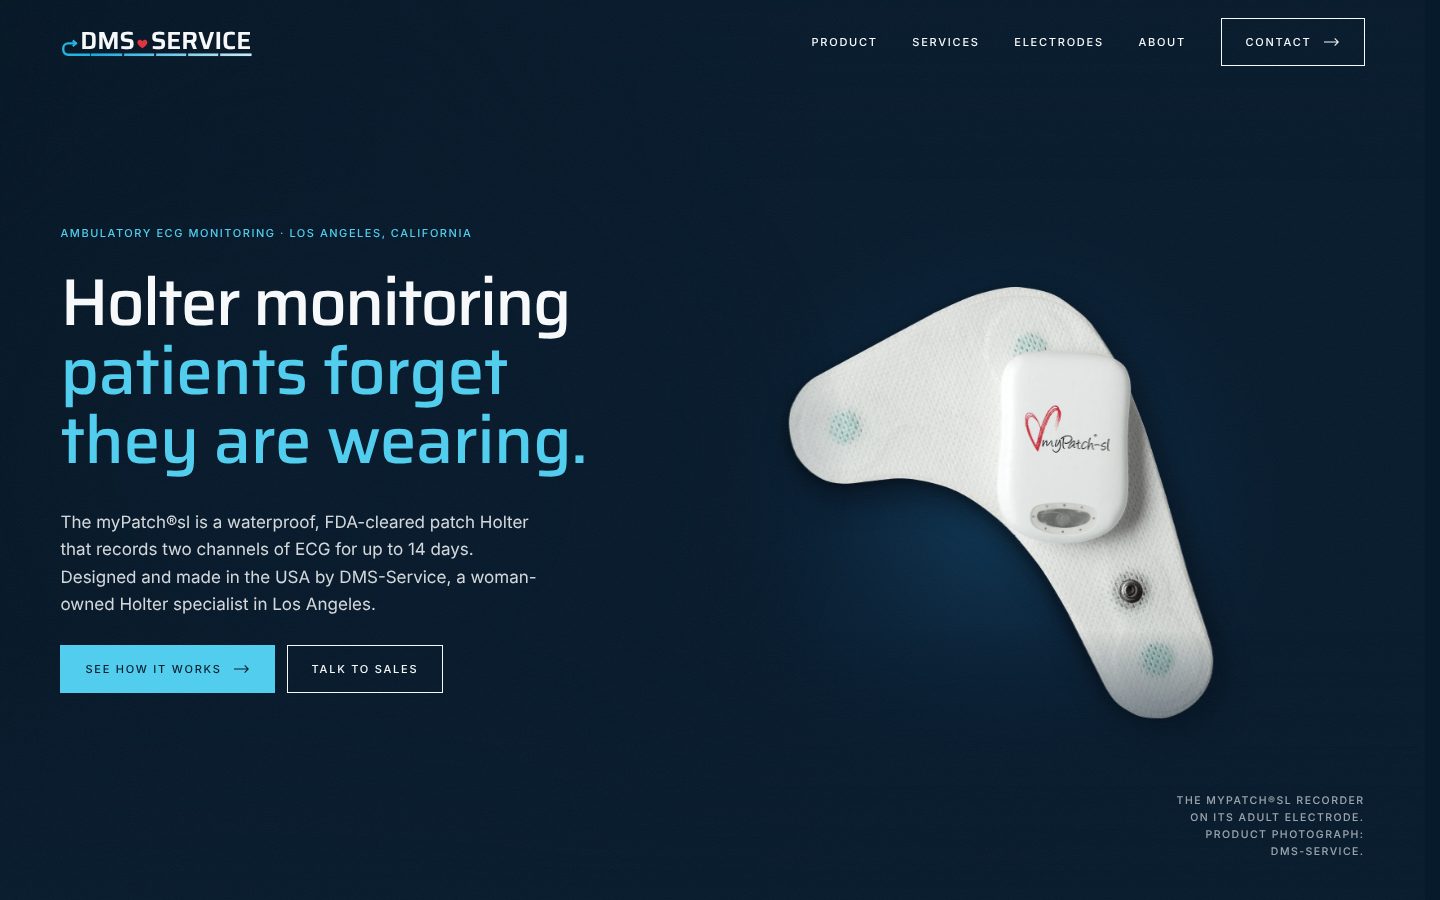 DMS SERVICE
PRODUCT
SERVICES
ELECTRODES
ABOUT
CONTACT
AMBULATORY ECG MONITORING · LOS ANGELES, CALIFORNIA
Holter monitoring
patients forget
they are wearing.
The myPatch®sl is a waterproof, FDA-cleared patch Holter
that records two channels of ECG for up to 14 days.
Designed and made in the USA by DMS-Service, a woman-
owned Holter specialist in Los Angeles.
SEE HOW IT WORKS
TALK TO SALES
myPatch-sl
THE MYPATCH®SL RECORDER
ON ITS ADULT ELECTRODE.
PRODUCT PHOTOGRAPH:
DMS-SERVICE.